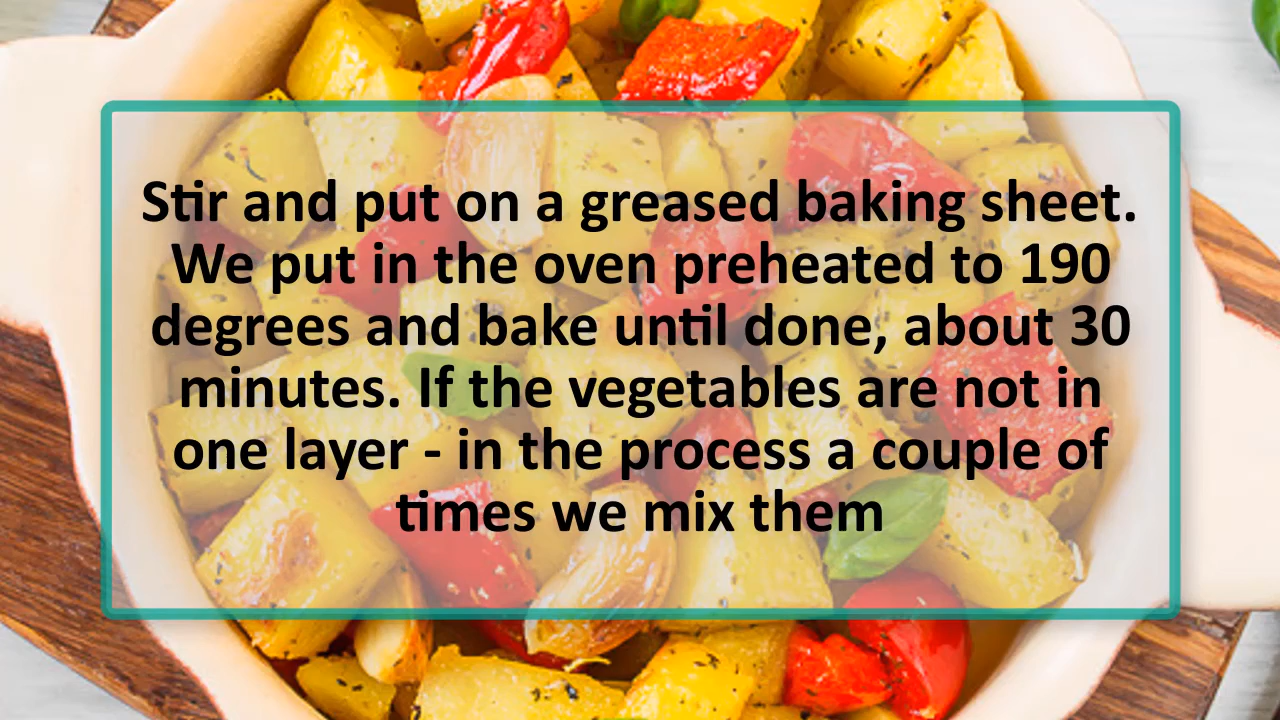 Stir and put on a greased baking sheet.
We put in the oven preheated to 190
degrees and bake until done, about 30
minutes. If the vegetables are not in
one layer - in the process a couple of
times we mix them